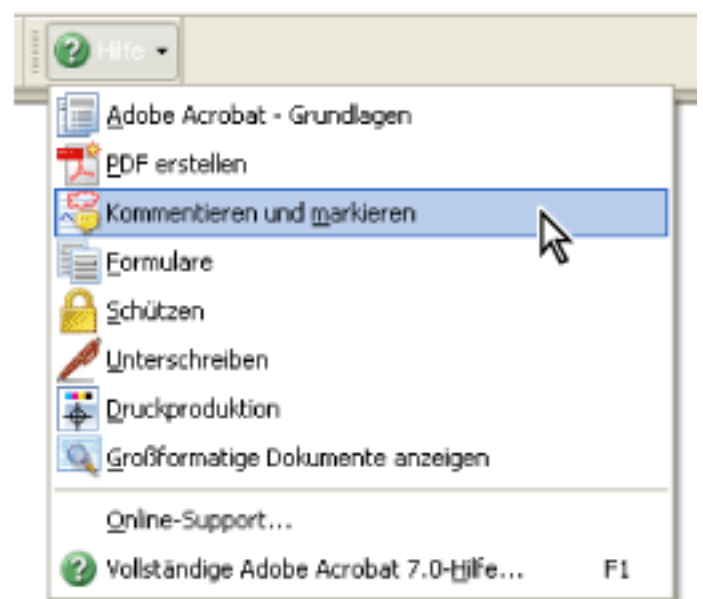 Hilfe
Adobe Acrobat - Grundlagen
PDF erstellen
Kommentieren und markieren
Formulare
Schützen
Unterschreiben
Druckproduktion
Großformatige Dokumente anzeigen
Online-Support...
Vollständige Adobe Acrobat 7.0-Hilfe... F1